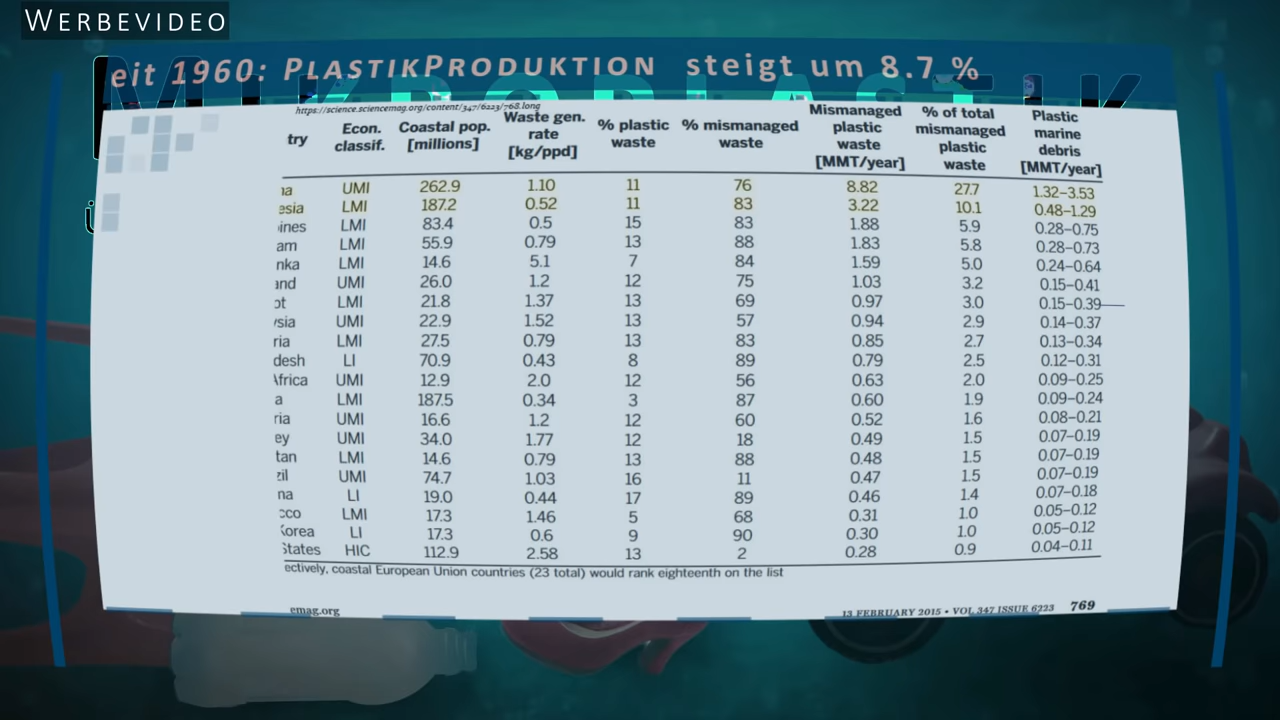 WERBEVIDEO
eit 1960: PLASTIKPRODUKTION steigt um 8.7 %
MIKROPLASTIK
https://science.sciencemag.org/content/347/6223/768.long
try Econ. classif. Coastal pop. [millions] Waste gen. rate [kg/ppd] % plastic waste % mismanaged waste Mismanaged plastic waste [MMT/year] % of total mismanaged plastic waste Plastic marine debris [MMT/year]
na UMI 262.9 1.10 11 76 8.82 27.7 1.32–3.53
esia LMI 187.2 0.52 11 83 3.22 10.1 0.48–1.29
ines LMI 83.4 0.5 15 83 1.88 5.9 0.28–0.75
am LMI 55.9 0.79 13 88 1.83 5.8 0.28–0.73
nka LMI 14.6 5.1 7 84 1.59 5.0 0.24–0.64
and UMI 26.0 1.2 12 75 1.03 3.2 0.15–0.41
ot LMI 21.8 1.37 13 69 0.97 3.0 0.15–0.39
ysia UMI 22.9 1.52 13 57 0.94 2.9 0.14–0.37
ria LMI 27.5 0.79 13 83 0.85 2.7 0.13–0.34
desh LI 70.9 0.43 8 89 0.79 2.5 0.12–0.31
Africa UMI 12.9 2.0 12 56 0.63 2.0 0.09–0.25
a LMI 187.5 0.34 3 87 0.60 1.9 0.09–0.24
ria UMI 16.6 1.2 12 60 0.52 1.6 0.08–0.21
ey UMI 34.0 1.77 12 18 0.49 1.5 0.07–0.19
tan LMI 14.6 0.79 13 88 0.48 1.5 0.07–0.19
zil UMI 74.7 1.03 16 11 0.47 1.5 0.07–0.19
na LI 19.0 0.44 17 89 0.46 1.4 0.07–0.18
cco LMI 17.3 1.46 5 68 0.31 1.0 0.05–0.12
Korea LI 17.3 0.6 9 90 0.30 1.0 0.05–0.12
States HIC 112.9 2.58 13 2 0.28 0.9 0.04–0.11
ectively, coastal European Union countries (23 total) would rank eighteenth on the list
emag.org 13 FEBRUARY 2015 • VOL 347 ISSUE 6223 769